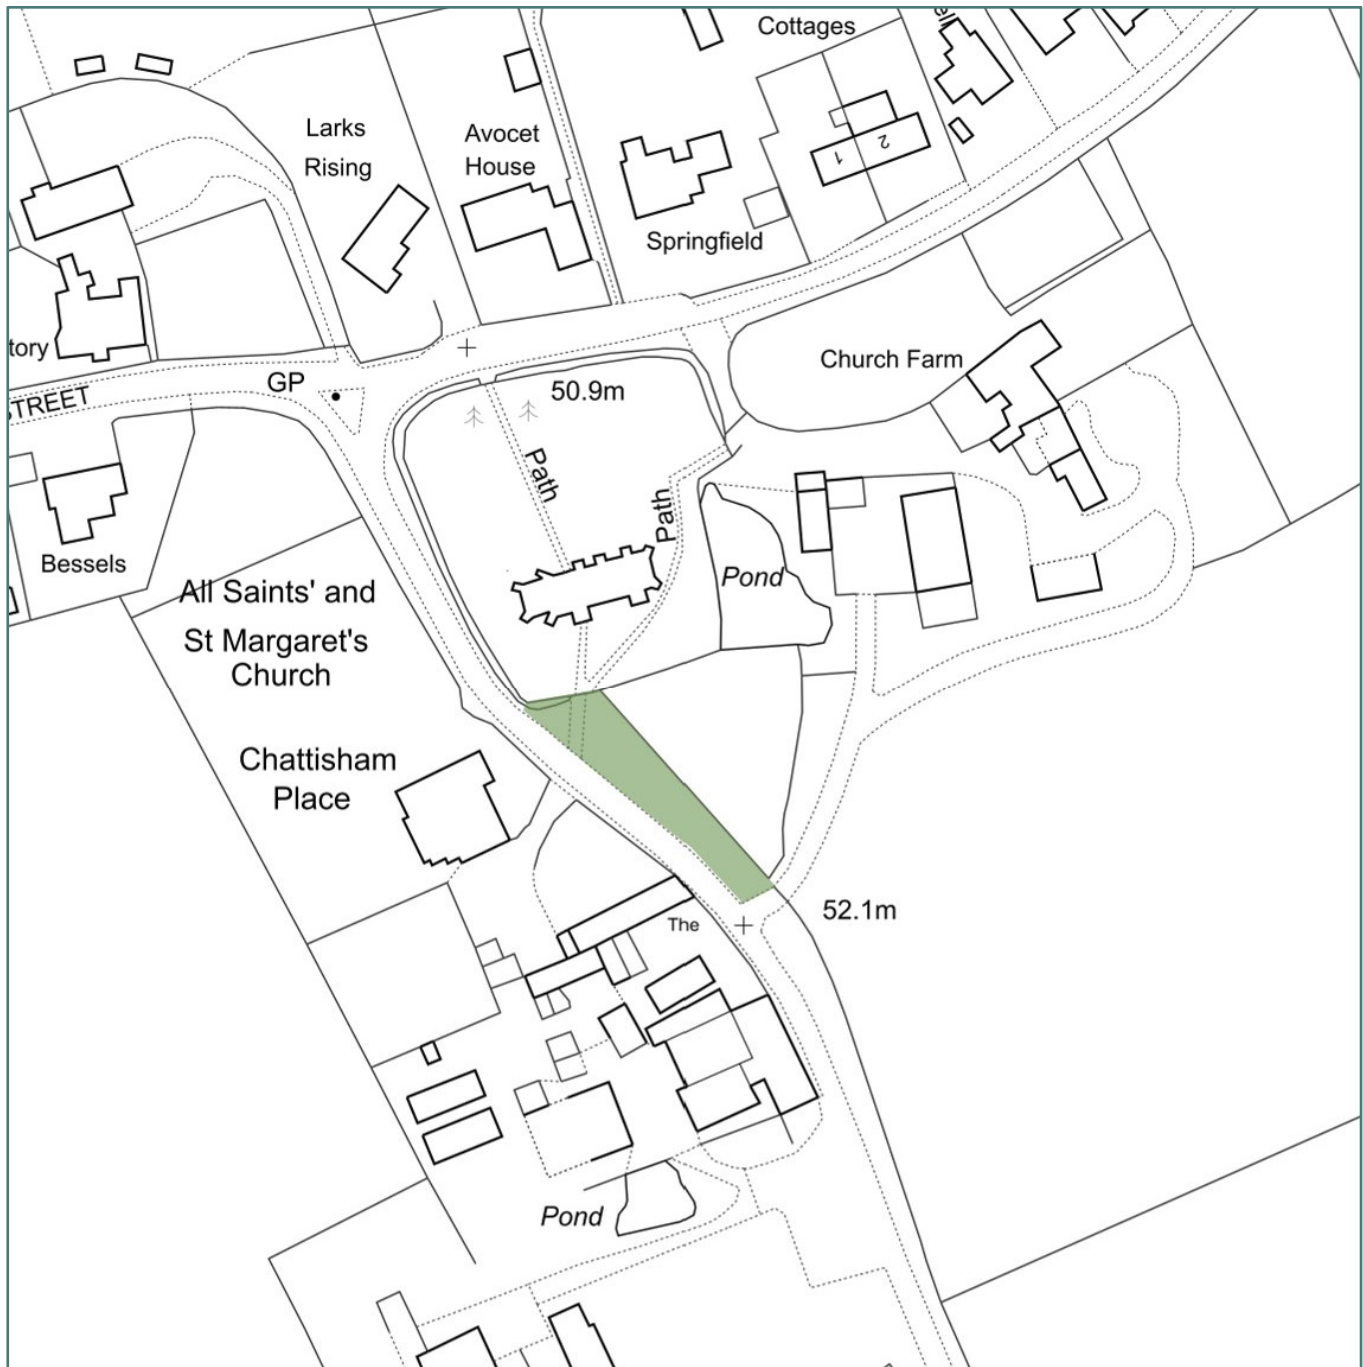 Cottages
Larks
Rising
Avocet
House
1
2
Springfield
tory
Church Farm
GP
50.9m
STREET
Path
Path
Bessels
Pond
All Saints' and
St Margaret's
Church
Chattisham
Place
52.1m
The
Pond